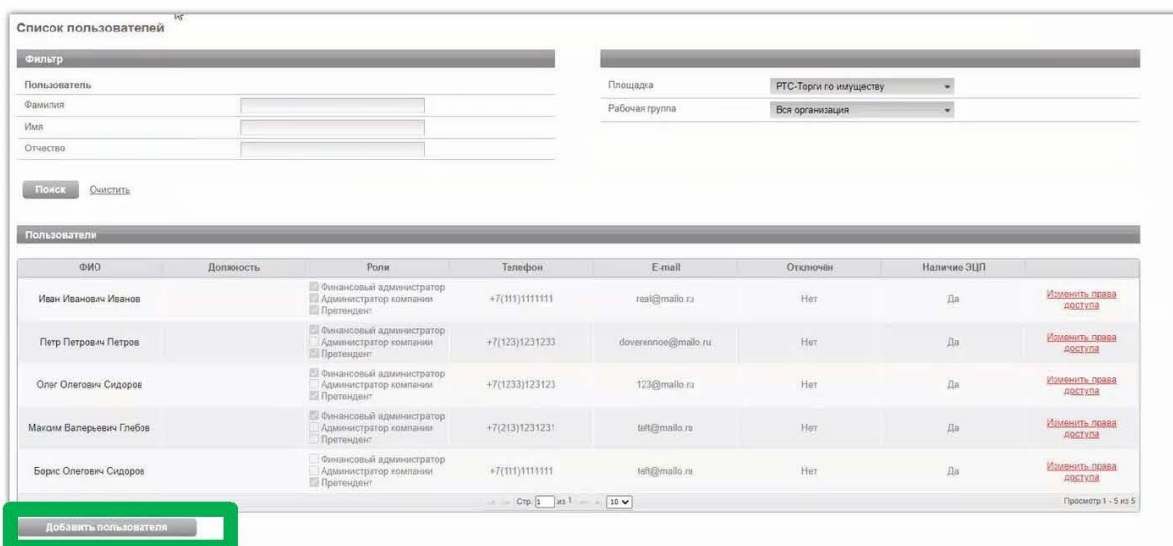 Список пользователей
Фильтр
Пользователь
Фамилия
Имя
Отчество
Площадка РТС-Торги по имуществу
Рабочая группа Вся организация
Поиск Очистить
Пользователи
ФИО Должность Роли Телефон E-mail Отключён Наличие ЭЦП
Финансовый администратор
Иван Иванович Иванов Администратор компании +7(111)1111111 real@mailo.ru Нет Да Изменить права доступа
Претендент
Финансовый администратор
Петр Петрович Петров Администратор компании +7(123)1231233 doverennoe@mailo.ru Нет Да Изменить права доступа
Претендент
Финансовый администратор
Олег Олегович Сидоров Администратор компании +7(1233)123123 123@mailo.ru Нет Да Изменить права доступа
Претендент
Финансовый администратор
Максим Валерьевич Глебов Администратор компании +7(213)1231231 Нет Да Изменить права доступа
Претендент
Финансовый администратор
Борис Олегович Сидоров Администратор компании +7(111)1111111 Нет Да Изменить права доступа
Претендент
Стр. 1 из 1 10 Просмотр 1 - 5 из 5
Добавить пользователя